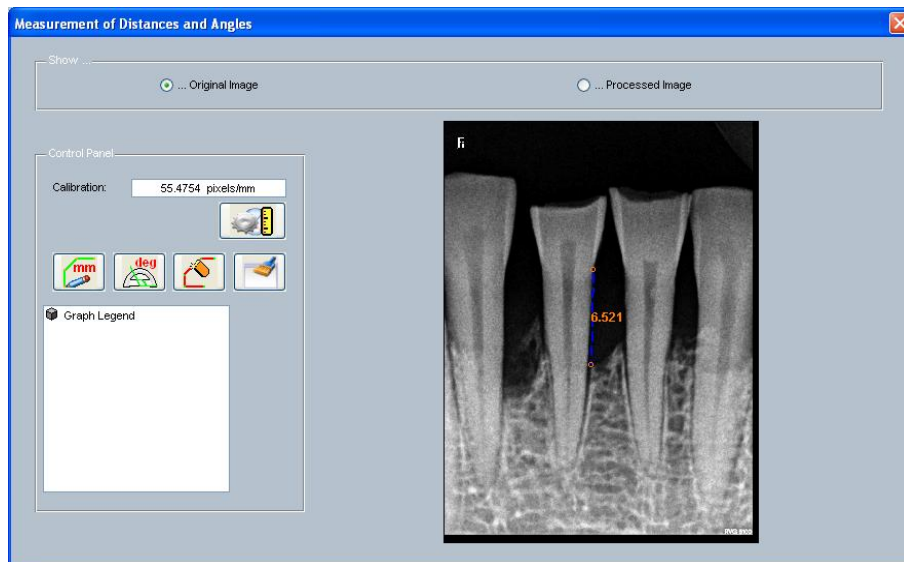 Measurement of Distances and Angles
Show ...
... Original Image
... Processed Image
Control Panel
Calibration:
55.4754 pixels/mm
mm
deg
Graph Legend
6.521